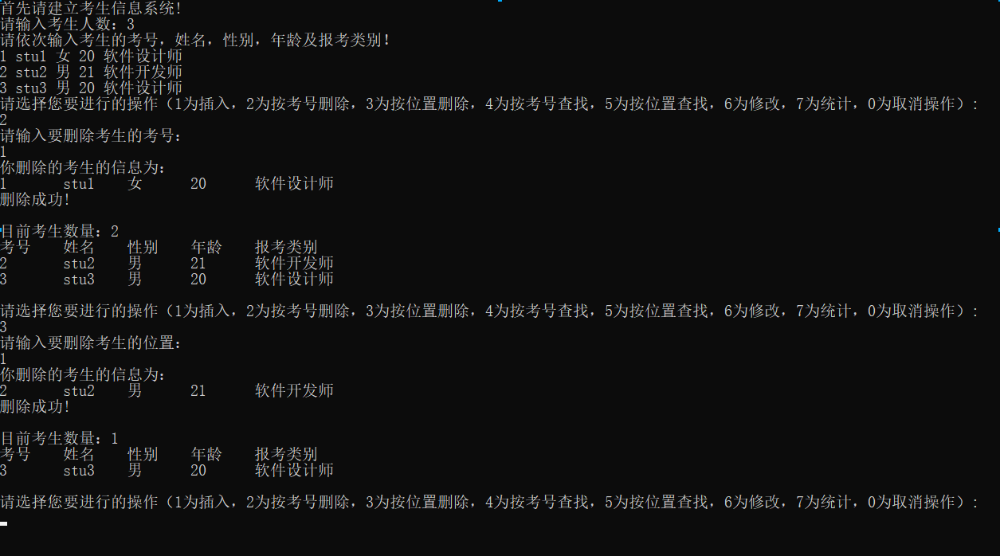 首先请建立考生信息系统!
请输入考生人数：3
请依次输入考生的考号，姓名，性别，年龄及报考类别!
1 stu1 女 20 软件设计师
2 stu2 男 21 软件开发师
3 stu3 男 20 软件设计师
请选择您要进行的操作（1为插入，2为按考号删除，3为按位置删除，4为按考号查找，5为按位置查找，6为修改，7为统计，0为取消操作）:
2
请输入要删除考生的考号：
1
你删除的考生的信息为：
1 stu1 女 20 软件设计师
删除成功!
目前考生数量：2
考号 姓名 性别 年龄 报考类别
2 stu2 男 21 软件开发师
3 stu3 男 20 软件设计师
请选择您要进行的操作（1为插入，2为按考号删除，3为按位置删除，4为按考号查找，5为按位置查找，6为修改，7为统计，0为取消操作）:
3
请输入要删除考生的位置：
1
你删除的考生的信息为：
2 stu2 男 21 软件开发师
删除成功!
目前考生数量：1
考号 姓名 性别 年龄 报考类别
3 stu3 男 20 软件设计师
请选择您要进行的操作（1为插入，2为按考号删除，3为按位置删除，4为按考号查找，5为按位置查找，6为修改，7为统计，0为取消操作）: